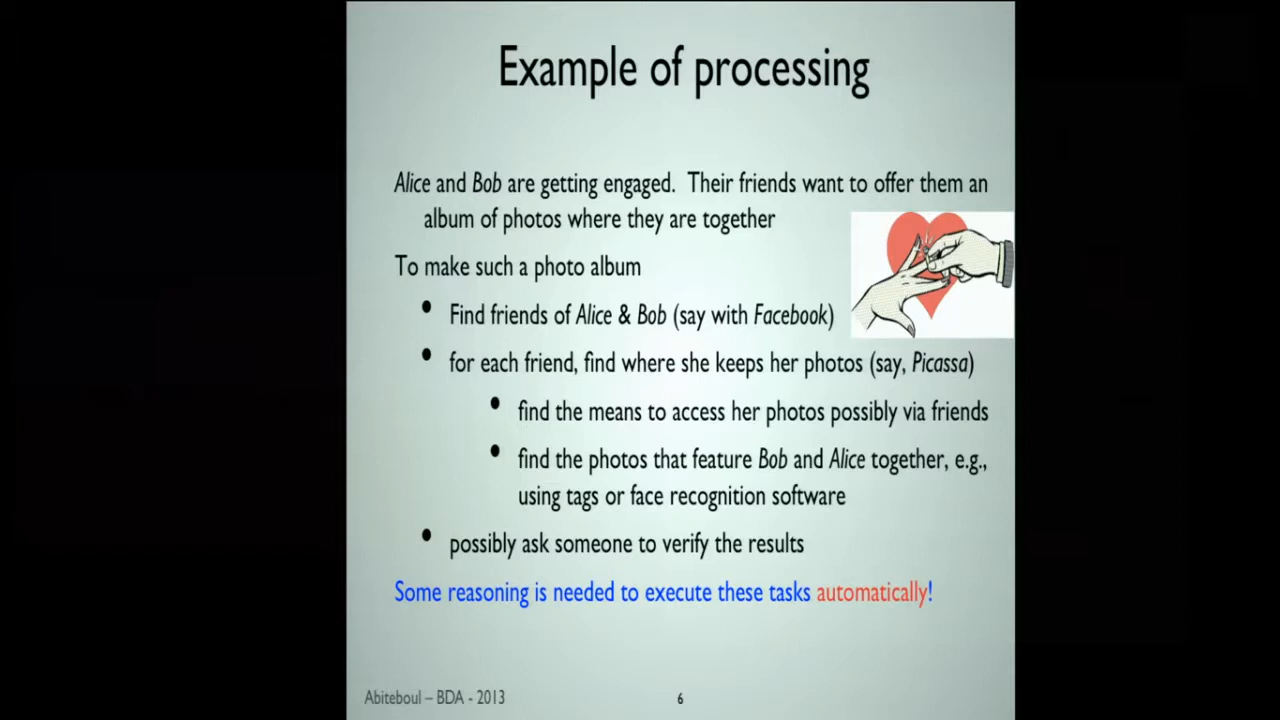 Example of processing
Alice and Bob are getting engaged. Their friends want to offer them an
album of photos where they are together
To make such a photo album
• Find friends of Alice & Bob (say with Facebook)
• for each friend, find where she keeps her photos (say, Picassa)
• find the means to access her photos possibly via friends
• find the photos that feature Bob and Alice together, e.g.,
using tags or face recognition software
• possibly ask someone to verify the results
Some reasoning is needed to execute these tasks automatically!
Abiteboul – BDA - 2013
6